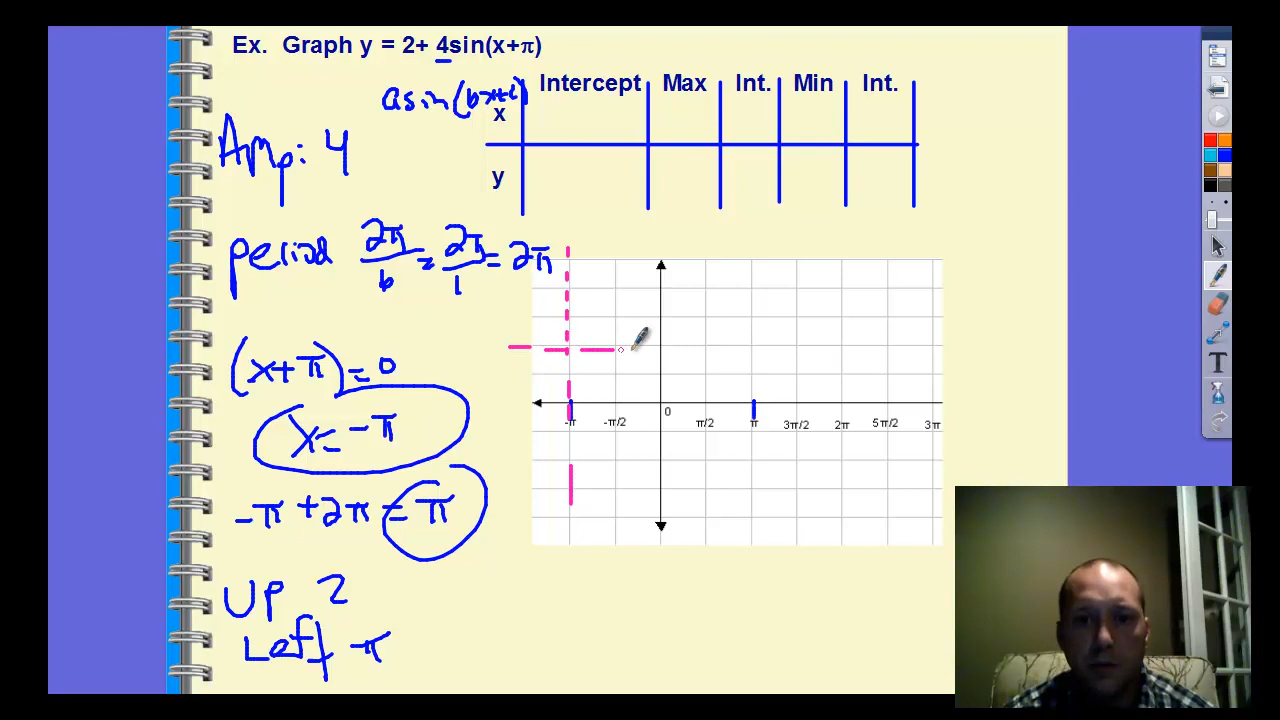 Ex. Graph y = 2+ 4sin(x+π)
asin(bx+c)
Intercept Max Int. Min Int.
x
y
Amp: 4
period 2π/b = 2π/1 = 2π
(x+π)=0
x=-π
-π+2π=π
UP 2
Left π
0
-π -π/2 π/2 π 3π/2 2π 5π/2 3π
T